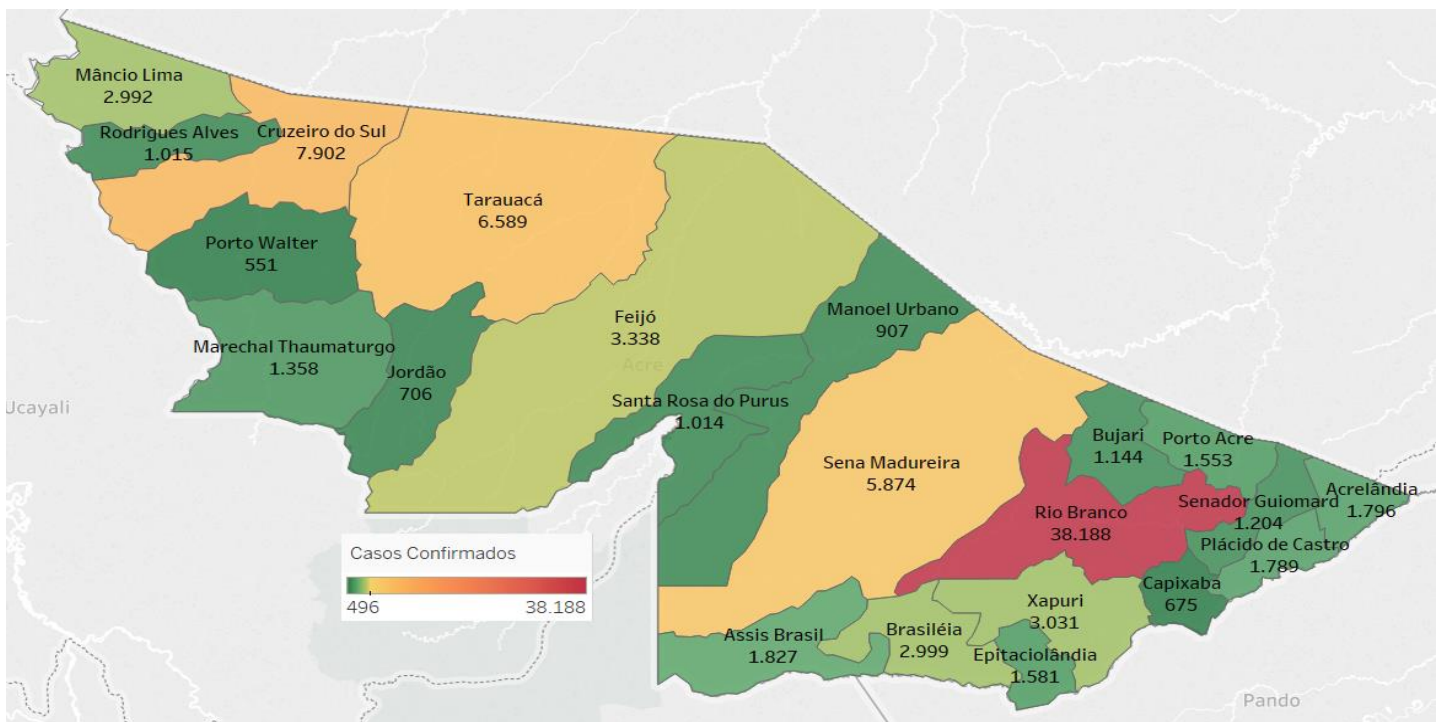 Mâncio Lima
2.992
Rodrigues Alves
1.015
Cruzeiro do Sul
7.902
Tarauacá
6.589
Porto Walter
551
Feijó
3.338
Acre
Manoel Urbano
907
Marechal Thaumaturgo
1.358
Jordão
706
Ucayali
Santa Rosa do Purus
1.014
Sena Madureira
5.874
Bujari
1.144
Porto Acre
1.553
Rio Branco
38.188
Senador Guiomard
1.204
Acrelândia
1.796
Plácido de Castro
1.789
Capixaba
675
Xapuri
3.031
Assis Brasil
1.827
Brasiléia
2.999
Epitaciolândia
1.581
Pando
Casos Confirmados
496 38.188